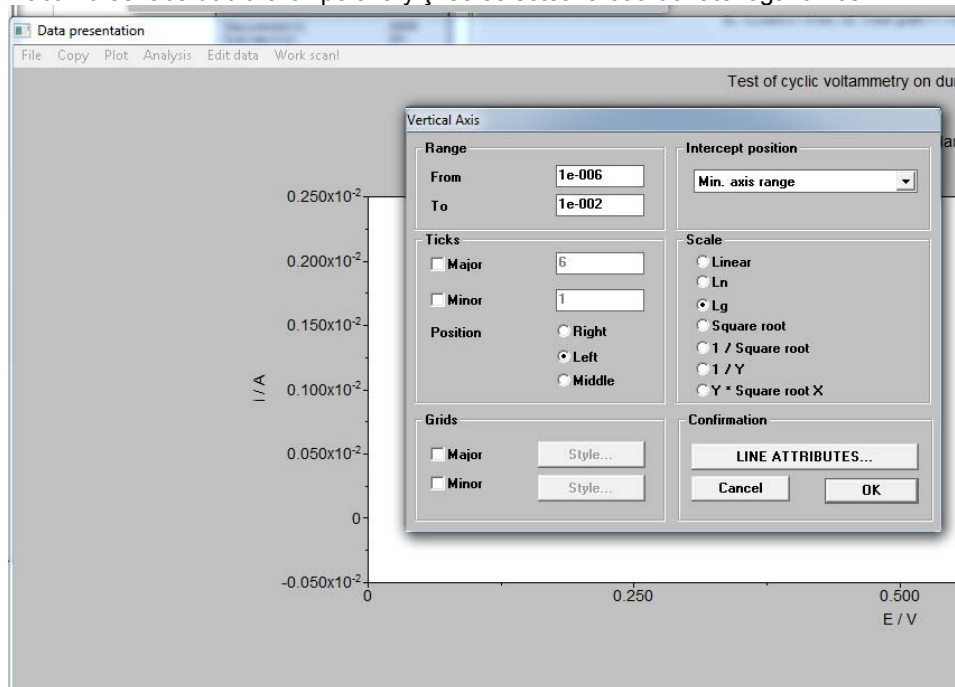 Data presentation
File Copy Plot Analysis Edit data Work scan!
Test of cyclic voltammetry on du
Vertical Axis
Range
From 1e-006
To 1e-002
Intercept position
Min. axis range
Ticks
Major 6
Minor 1
Position Right
Left
Middle
Scale
Linear
Ln
Lg
Square root
1 / Square root
1 / Y
Y * Square root X
Grids
Major Style...
Minor Style...
Confirmation
LINE ATTRIBUTES...
Cancel OK
I / A
0.250x10-2
0.200x10-2
0.150x10-2
0.100x10-2
0.050x10-2
0
-0.050x10-2
0 0.250 0.500
E / V